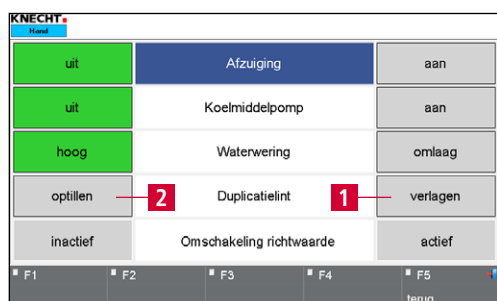 KNECHT
Hand
uit Afzuiging aan
uit Koelmiddelpomp aan
hoog Waterwering omlaag
optillen 2 Duplicatielint 1 verlagen
inactief Omschakeling richtwaarde actief
F1 F2 F3 F4 F5
terug